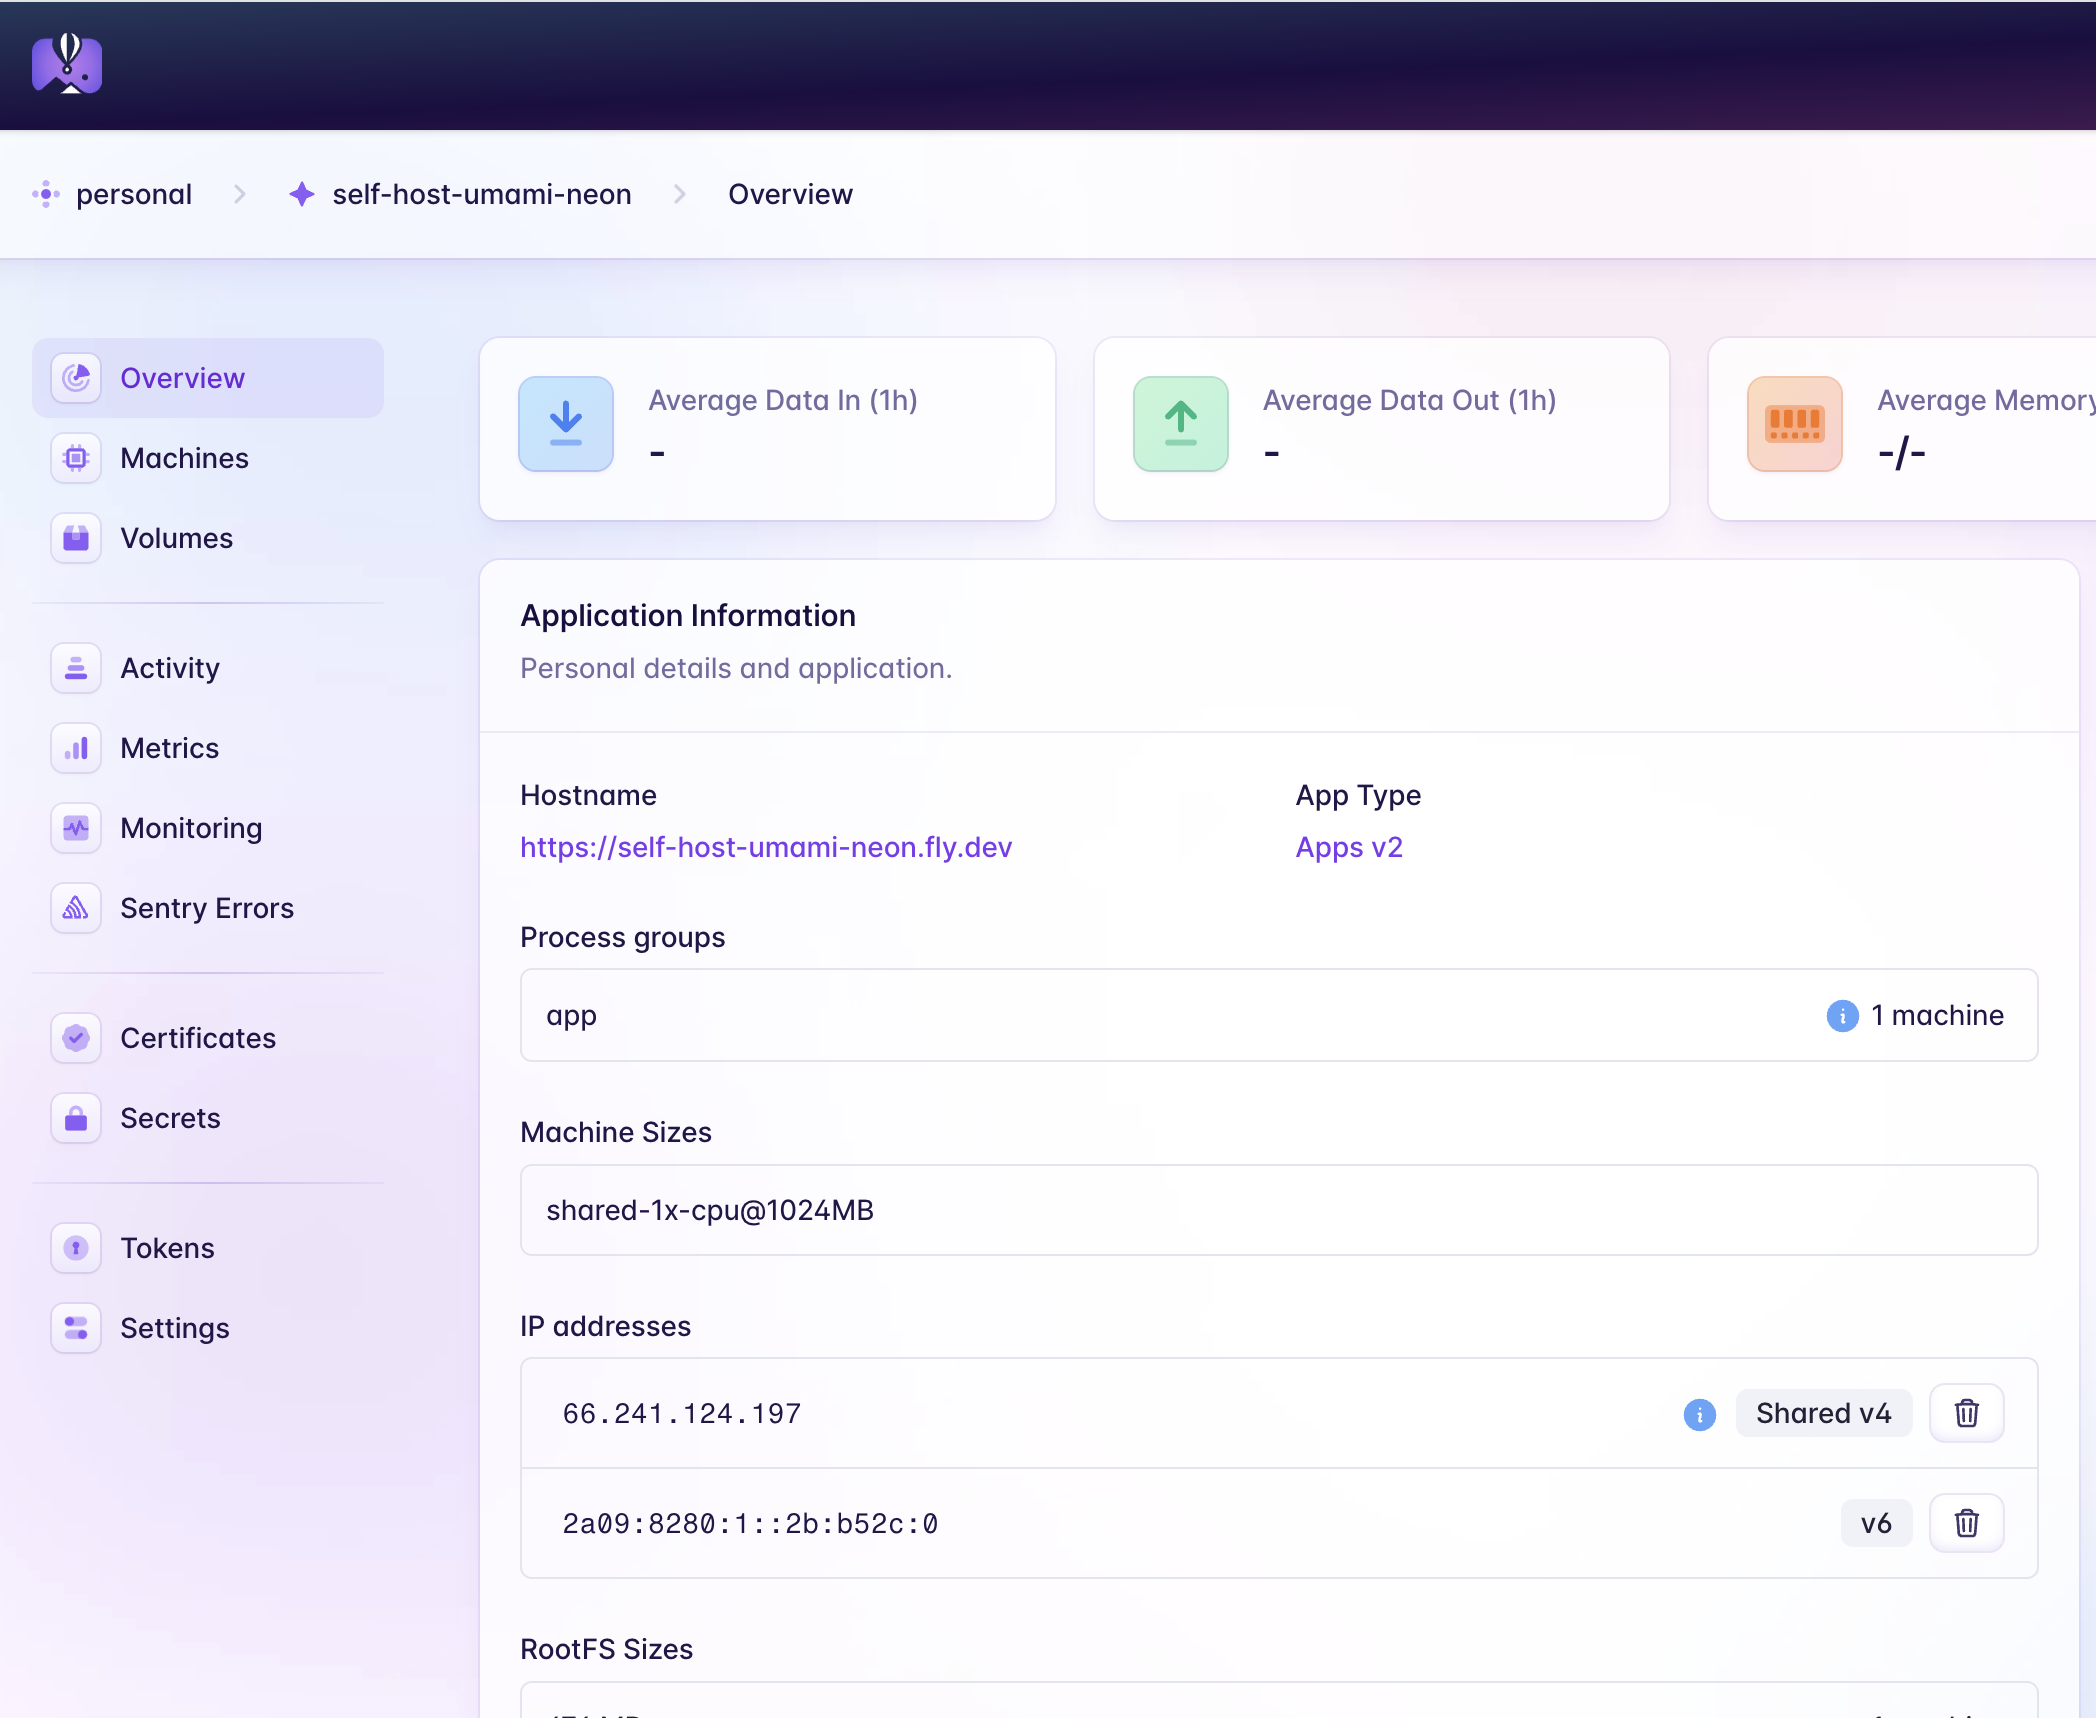 personal
self-host-umami-neon
Overview
Overview
Machines
Volumes
Activity
Metrics
Monitoring
Sentry Errors
Certificates
Secrets
Tokens
Settings
Average Data In (1h)
-
Average Data Out (1h)
-
Average Memory
-/-
Application Information
Personal details and application.
Hostname
https://self-host-umami-neon.fly.dev
App Type
Apps v2
Process groups
app
1 machine
Machine Sizes
shared-1x-cpu@1024MB
IP addresses
66.241.124.197
Shared v4
2a09:8280:1::2b:b52c:0
v6
RootFS Sizes